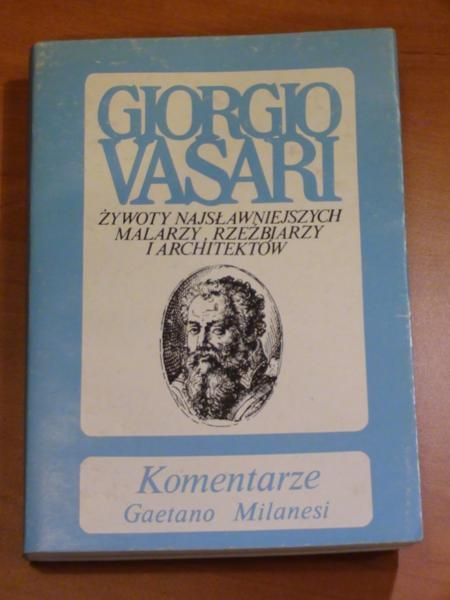 GIORGIO
VASARI
ŻYWOTY NAJSŁAWNIEJSZYCH
MALARZY, RZEŹBIARZY
I ARCHITEKTÓW
Komentarze
Gaetano Milanesi